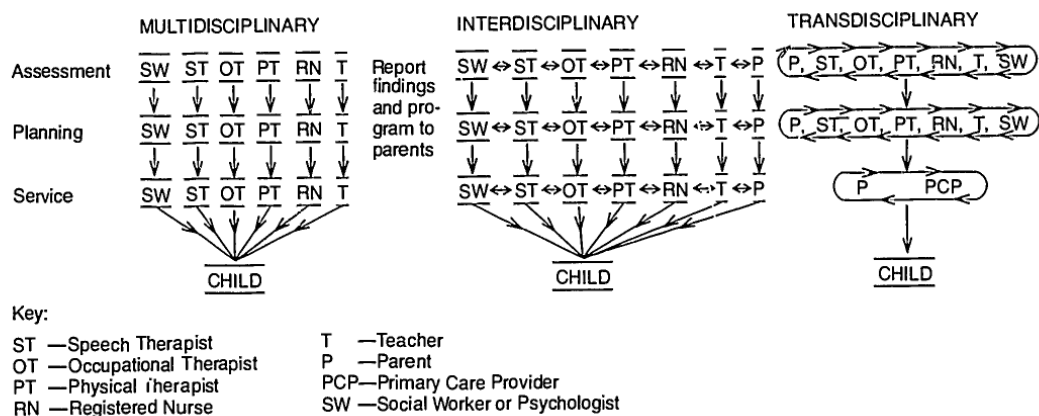 MULTIDISCIPLINARY
INTERDISCIPLINARY
TRANSDISCIPLINARY
Assessment
SW ST OT PT RN T
Report
findings
and pro-
gram to
parents
SW ST OT PT RN T P
P, ST, OT, PT, RN, T, SW
Planning
SW ST OT PT RN T
SW ST OT PT RN T P
P, ST, OT, PT, RN, T, SW
Service
SW ST OT PT RN T
SW ST OT PT RN T P
P PCP
CHILD
CHILD
CHILD
Key:
ST —Speech Therapist
OT —Occupational Therapist
PT —Physical Therapist
RN —Registered Nurse
T —Teacher
P —Parent
PCP—Primary Care Provider
SW —Social Worker or Psychologist